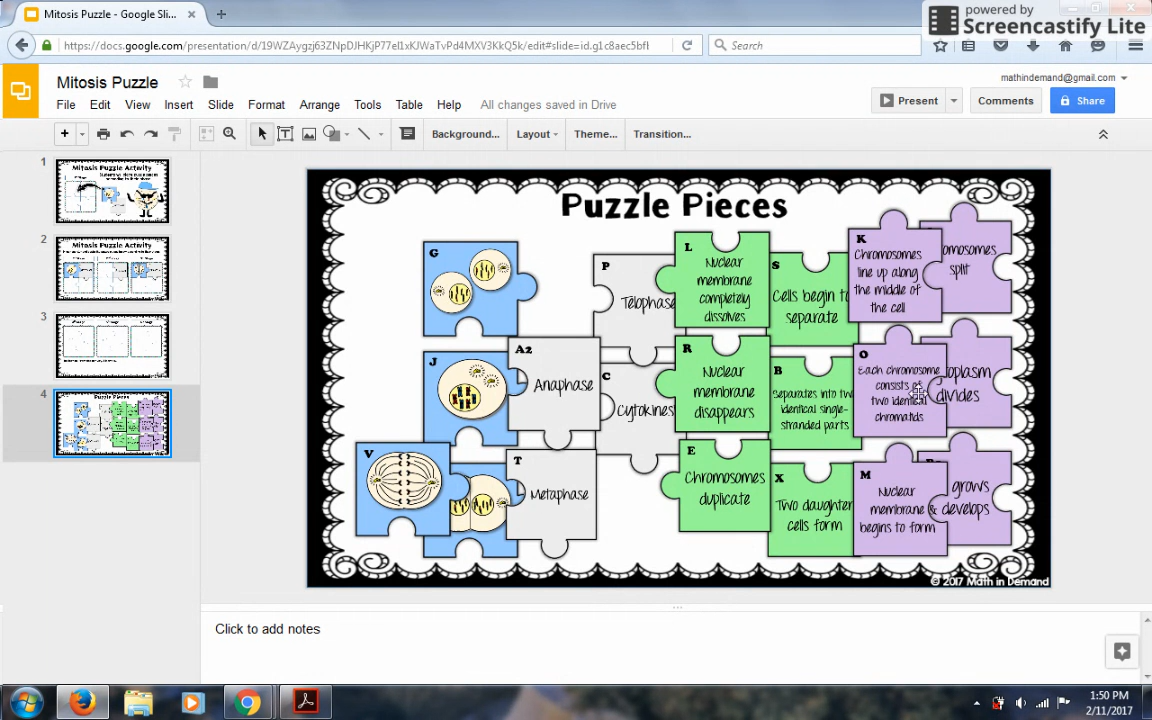 Mitosis Puzzle - Google Sli...
powered by
Screencastify Lite
https://docs.google.com/presentation/d/19WZAygzj63ZNpDJHKjP77el1xKJWaTvPd4MXV3KkQ5k/edit#slide=id.g1c8aec5bfl
Search
Mitosis Puzzle
mathindemand@gmail.com
File Edit View Insert Slide Format Arrange Tools Table Help All changes saved in Drive
Present
Comments
Share
Background... Layout Theme... Transition...
1
Mitosis Puzzle Activity
2
Mitosis Puzzle Activity
3
4
Puzzle Pieces
Puzzle Pieces
G
P
Telophase
L
Nuclear
membrane
completely
dissolves
S
Cells begin to
separate
K
Chromosomes
line up along
the middle of
the cell
omosomes
split
J
A2
Anaphase
C
Cytokines
R
Nuclear
membrane
disappears
B
Separates into two
identical single-
stranded parts
O
Each chromosome
consists of
two identical
chromatids
toplasm
divides
V
T
Metaphase
E
Chromosomes
duplicate
X
Two daughter
cells form
M
Nuclear
membrane
begins to form
grows
& develops
© 2017 Math in Demand
Click to add notes
1:50 PM
2/11/2017